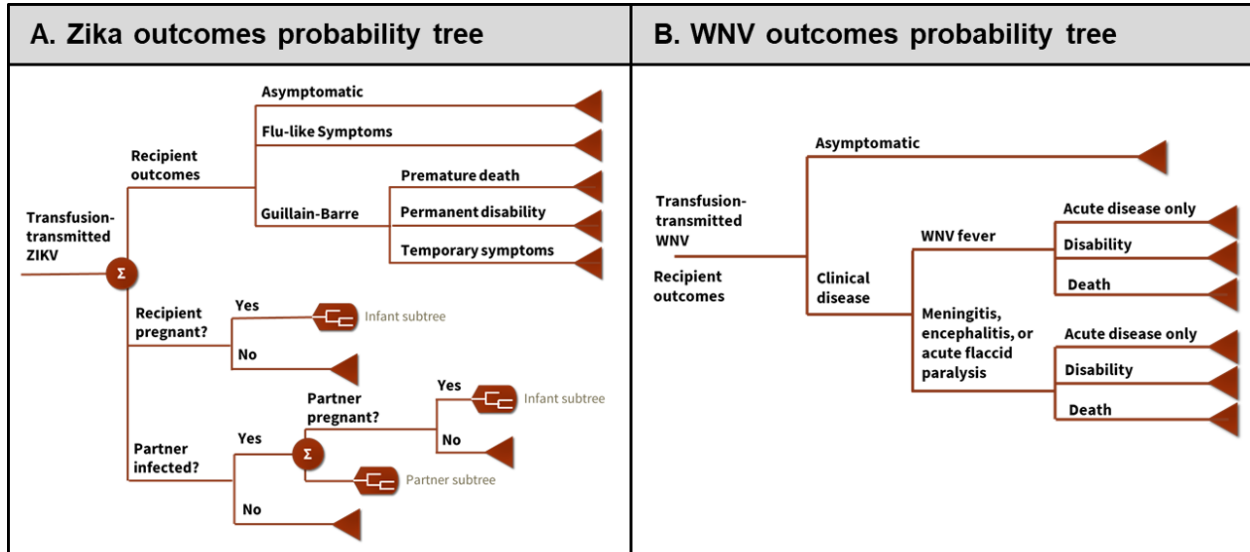 A. Zika outcomes probability tree
Asymptomatic
Flu-like Symptoms
Recipient
outcomes
Premature death
Guillain-Barre
Permanent disability
Temporary symptoms
Transfusion-
transmitted
ZIKV
Σ
Recipient
pregnant?
Yes
Infant subtree
No
Partner
pregnant?
Yes
Infant subtree
No
Partner
infected?
Yes
Σ
Partner subtree
No
B. WNV outcomes probability tree
Asymptomatic
Transfusion-
transmitted
WNV
Recipient
outcomes
Clinical
disease
WNV fever
Acute disease only
Disability
Death
Meningitis,
encephalitis, or
acute flaccid
paralysis
Acute disease only
Disability
Death